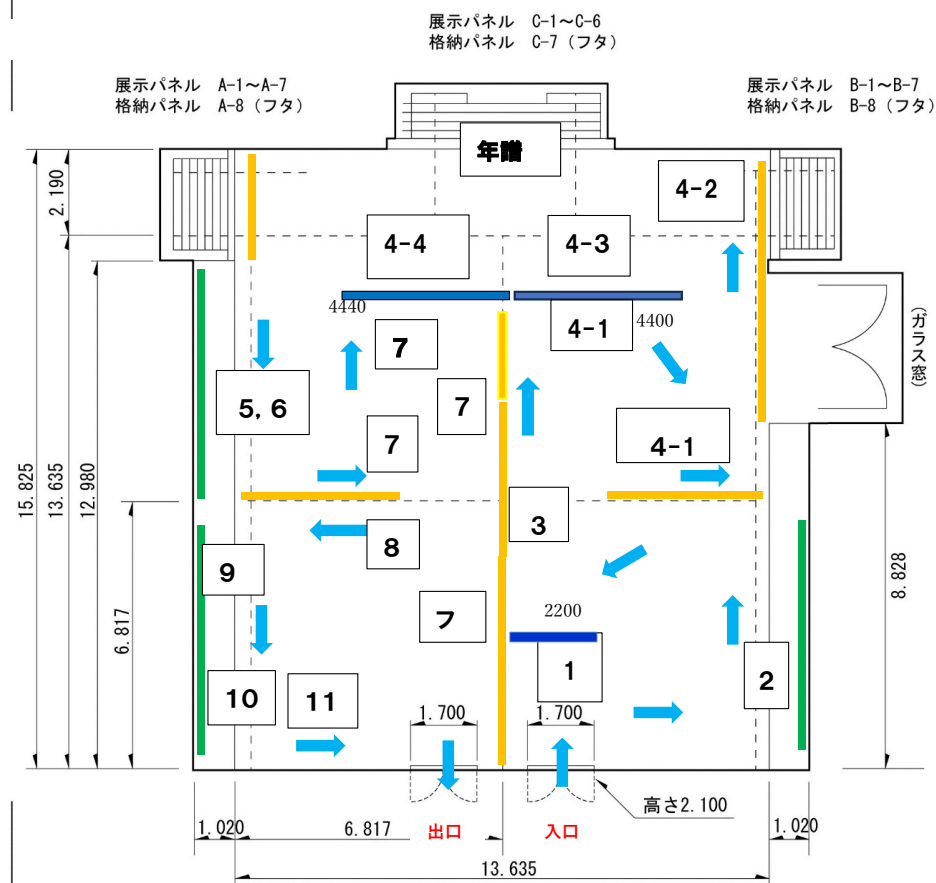 展示パネル C-1～C-6
格納パネル C-7 (フタ)
展示パネル A-1～A-7
格納パネル A-8 (フタ)
展示パネル B-1～B-7
格納パネル B-8 (フタ)
年譜
4-2
4-4
4-3
2.190
4440
4-1
4400
(ガラス窓)
7
5, 6
7
7
4-1
15.825
13.635
12.980
3
8
9
8.828
6.817
フ
2200
1
2
10
11
1.700
1.700
高さ2.100
1.020
6.817
出口
入口
1.020
13.635